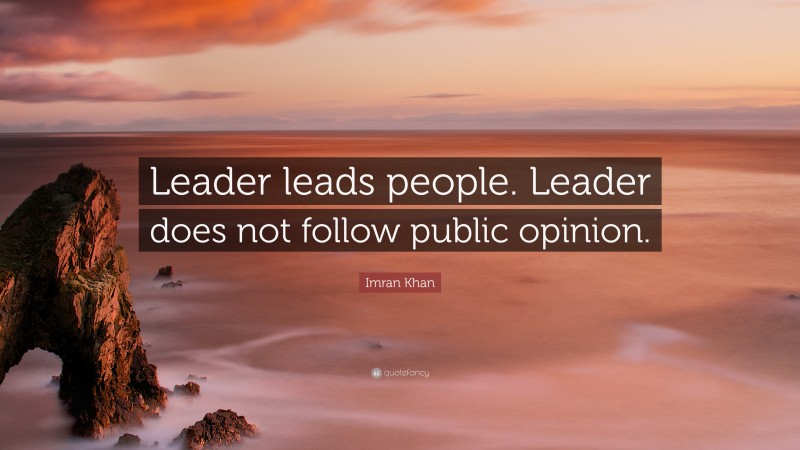 Leader leads people. Leader
does not follow public opinion.
Imran Khan
quotefancy